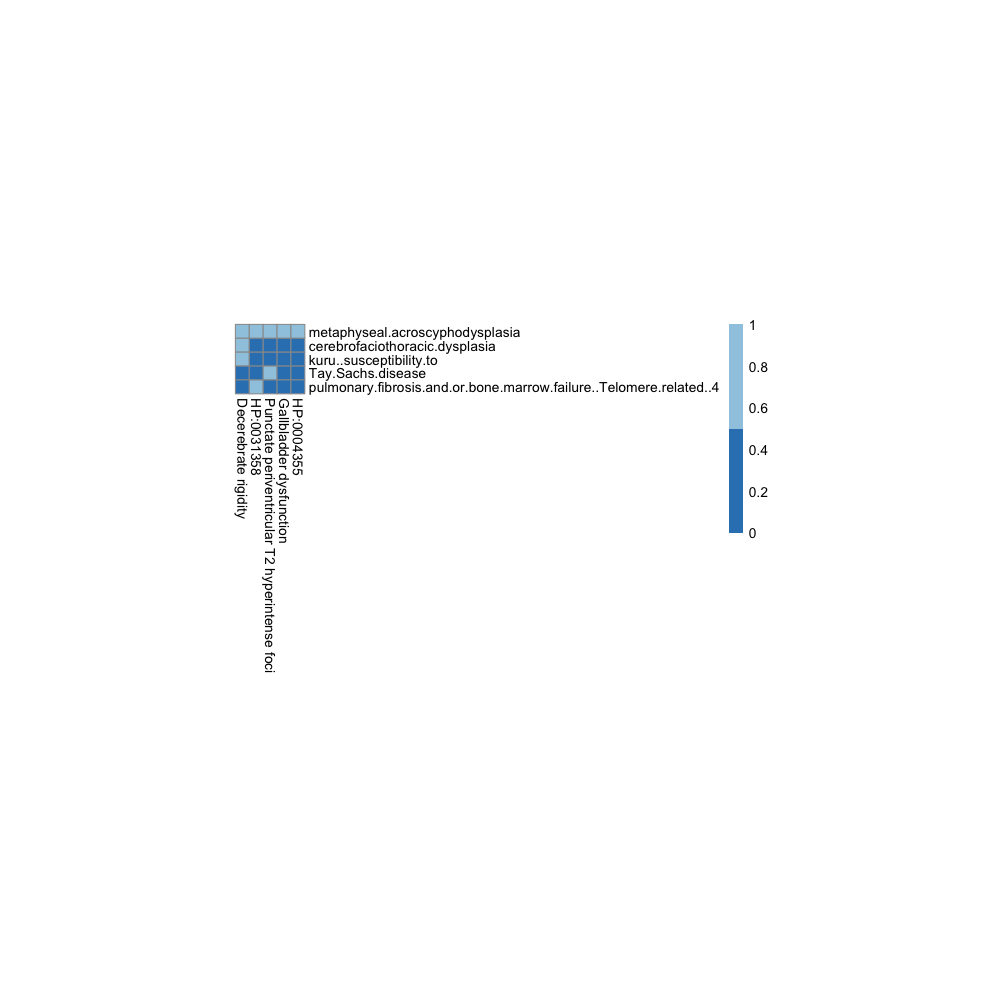 metaphyseal.acroscyphodysplasia
cerebrofaciothoracic.dysplasia
kuru..susceptibility.to
Tay.Sachs.disease
pulmonary.fibrosis.and.or.bone.marrow.failure..Telomere.related..4
Decerebrate rigidity
HP:0031358
Punctate periventricular T2 hyperintense foci
Gallbladder dysfunction
HP:0004355
1
0.8
0.6
0.4
0.2
0